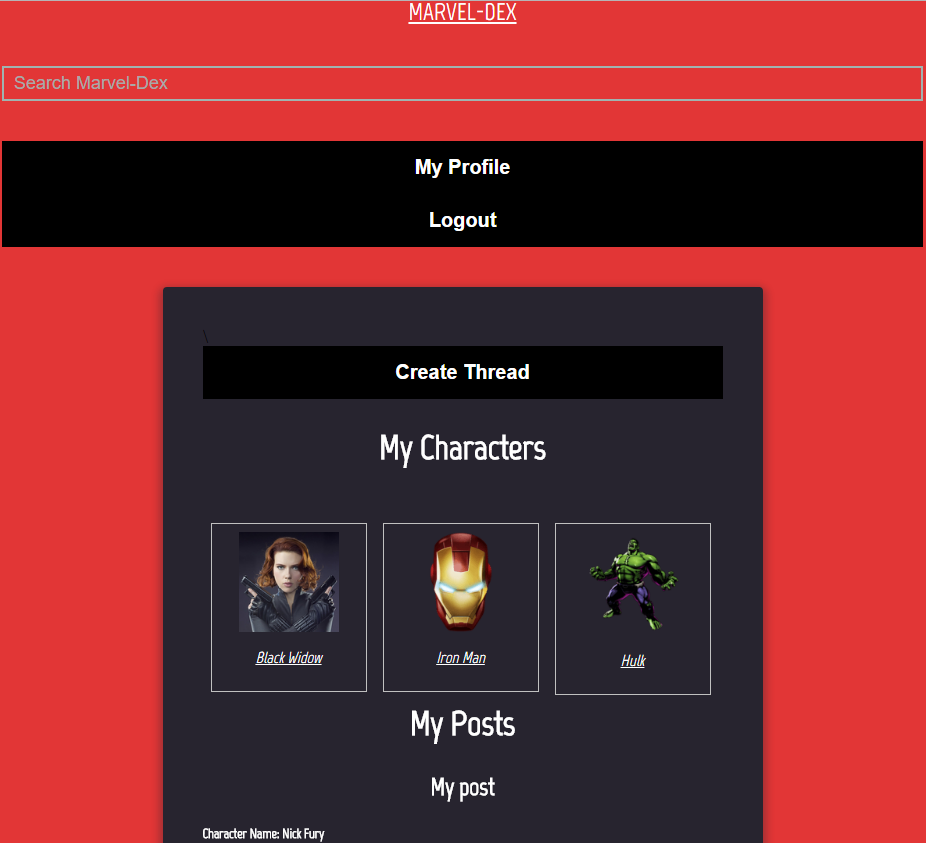 MARVEL-DEX
Search Marvel-Dex
My Profile
Logout
\
Create Thread
My Characters
Black Widow
Iron Man
Hulk
My Posts
My post
Character Name: Nick Fury